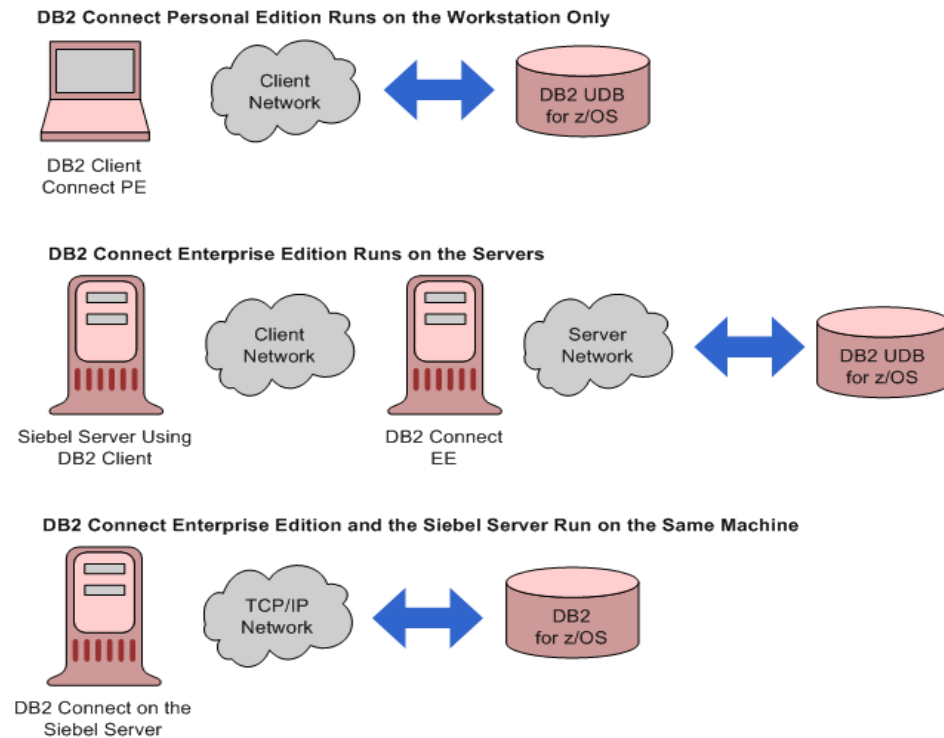 DB2 Connect Personal Edition Runs on the Workstation Only
Client
Network
DB2 UDB
for z/OS
DB2 Client
Connect PE
DB2 Connect Enterprise Edition Runs on the Servers
Client
Network
Server
Network
DB2 UDB
for z/OS
Siebel Server Using
DB2 Client
DB2 Connect
EE
DB2 Connect Enterprise Edition and the Siebel Server Run on the Same Machine
TCP/IP
Network
DB2
for z/OS
DB2 Connect on the
Siebel Server